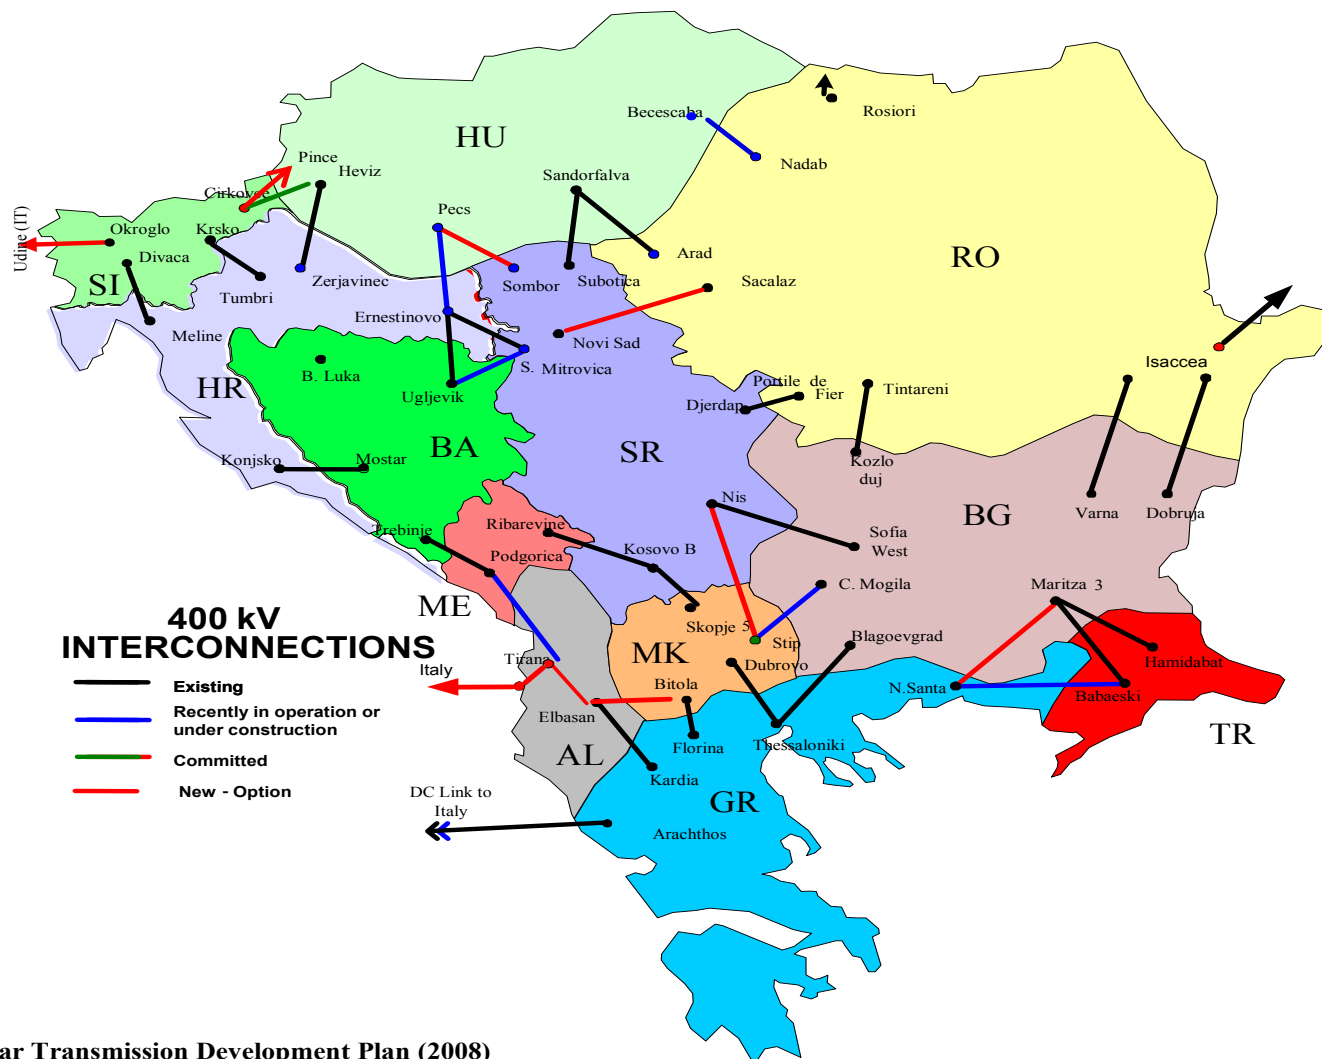 Becescaba
Rosiori
HU
Pince
Heviz
Nadab
Sandorfalva
Cirkovce
Pecs
Udine (IT)
Okroglo
Krsko
Divaca
Arad
RO
SI
Zerjavinec
Sombor
Subotica
Sacalaz
Tumbri
Ernestinovo
Meline
Novi Sad
Isaccea
B. Luka
S. Mitrovica
HR
Ugljevik
Portile de
Fier
Tintareni
Djerdap
BA
SR
Konjsko
Mostar
Kozlo
duj
Nis
BG
Varna
Dobruja
Trebinje
Ribarevine
Sofia
West
Kosovo B
Podgorica
C. Mogila
Maritza 3
ME
Skopje 5
Stip
Blagoevgrad
400 kV
INTERCONNECTIONS
Tirana
MK
Dubrovo
Hamidabat
Italy
Existing
Bitola
N.Santa
Babaeski
Elbasan
Recently in operation or
under construction
TR
Florina
Thessaloniki
AL
Committed
Kardia
New - Option
DC Link to
Italy
GR
Arachthos
ar Transmission Development Plan (2008)